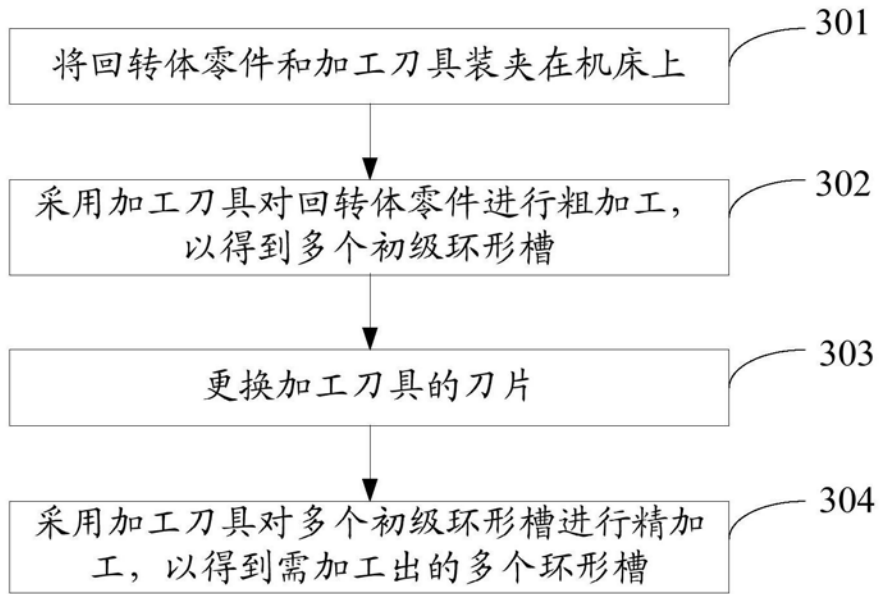 301
将回转体零件和加工刀具装夹在机床上
302
采用加工刀具对回转体零件进行粗加工，
以得到多个初级环形槽
303
更换加工刀具的刀片
304
采用加工刀具对多个初级环形槽进行精加
工，以得到需加工出的多个环形槽